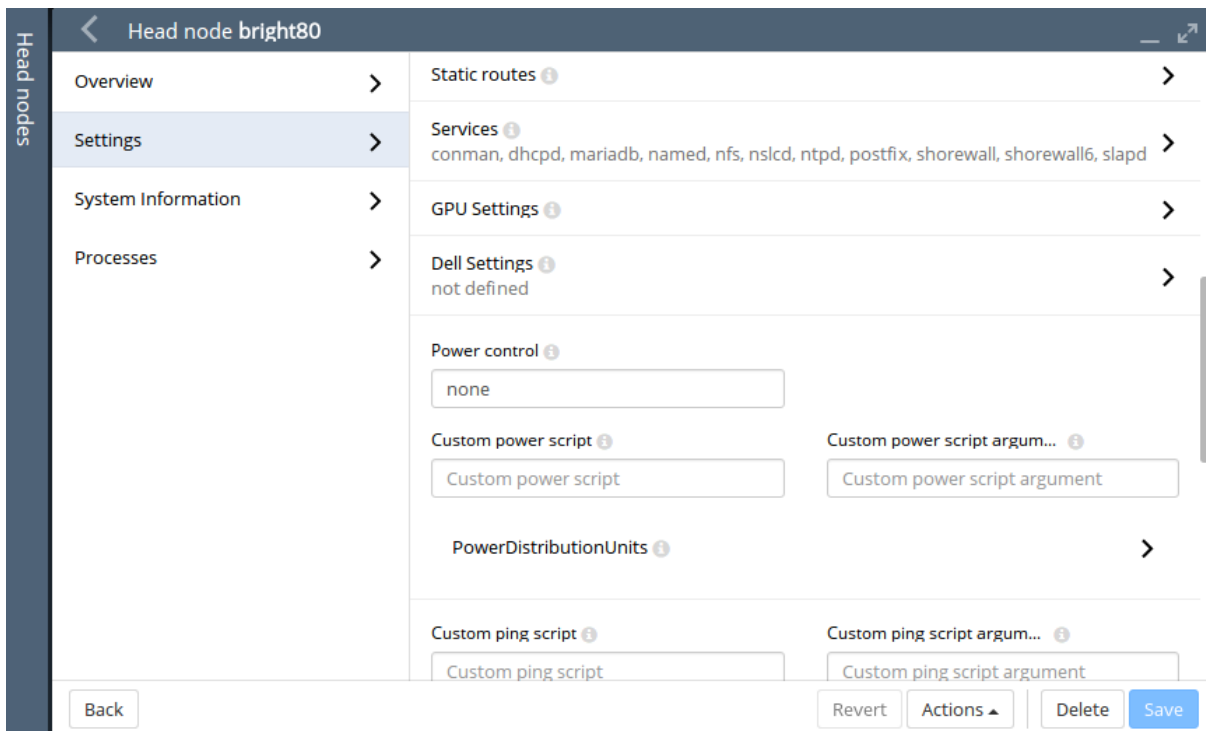 Head nodes
Head node bright80
Overview
Settings
System Information
Processes
Static routes
Services
conman, dhcpd, mariadb, named, nfs, nslcd, ntpd, postfix, shorewall, shorewall6, slapd
GPU Settings
Dell Settings
not defined
Power control
none
Custom power script
Custom power script argum...
Custom power script
Custom power script argument
PowerDistributionUnits
Custom ping script
Custom ping script argum...
Custom ping script
Custom ping script argument
Back
Revert
Actions
Delete
Save